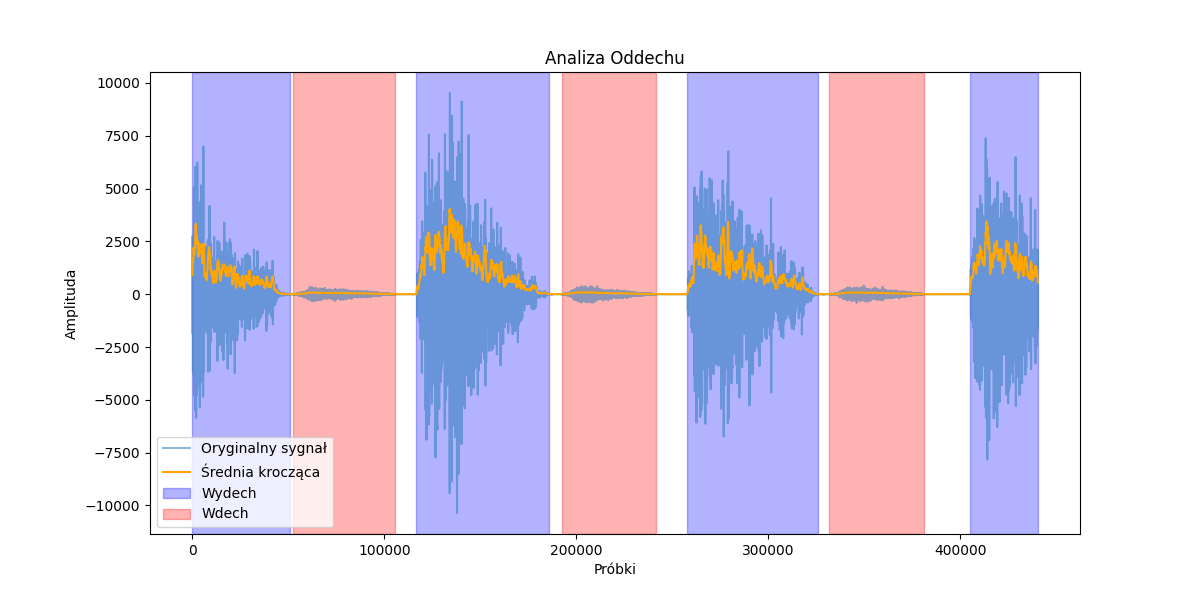 Analiza Oddechu
Amplituda
10000
7500
5000
2500
0
−2500
−5000
−7500
−10000
Oryginalny sygnał
Średnia krocząca
Wydech
Wdech
0 100000 200000 300000 400000
Próbki